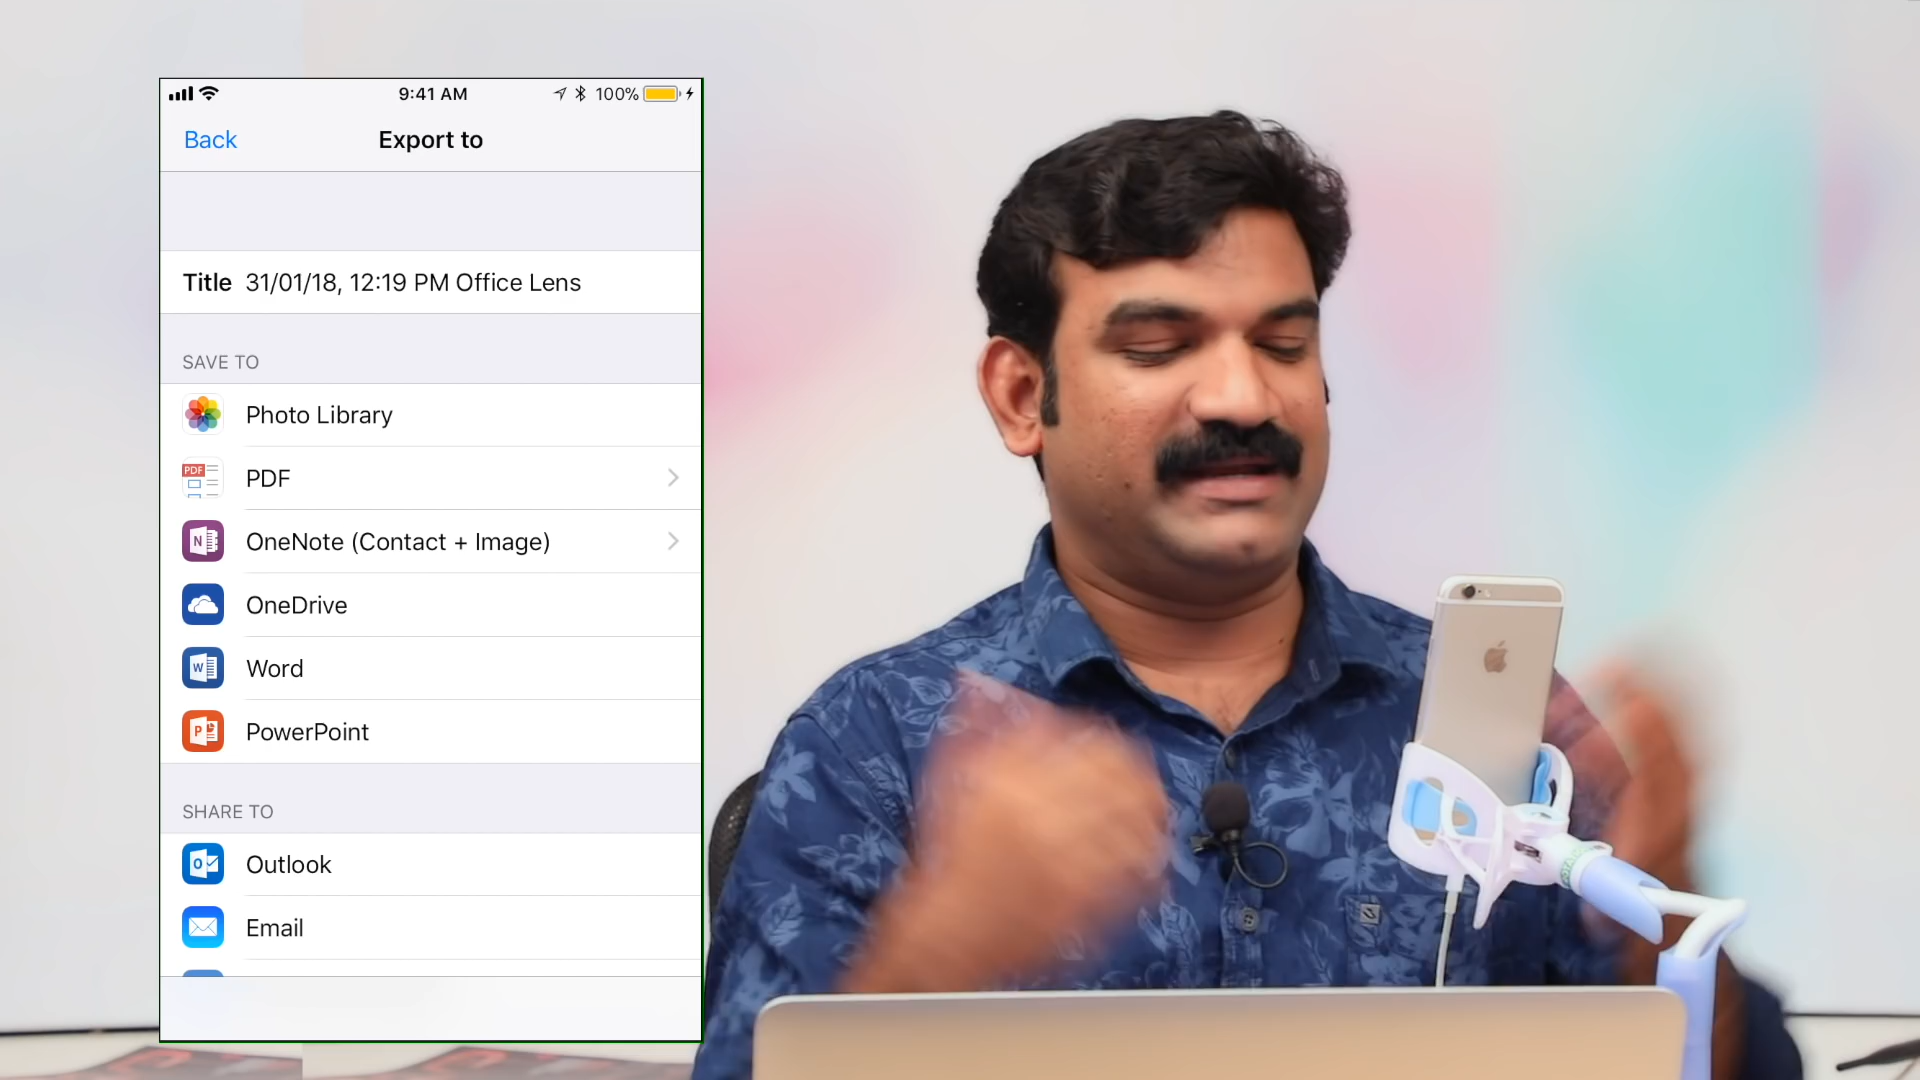 9:41 AM 100%
Back Export to
Title 31/01/18, 12:19 PM Office Lens
SAVE TO
Photo Library
PDF
PDF
N
OneNote (Contact + Image)
OneDrive
W
Word
P
PowerPoint
SHARE TO
O
Outlook
Email